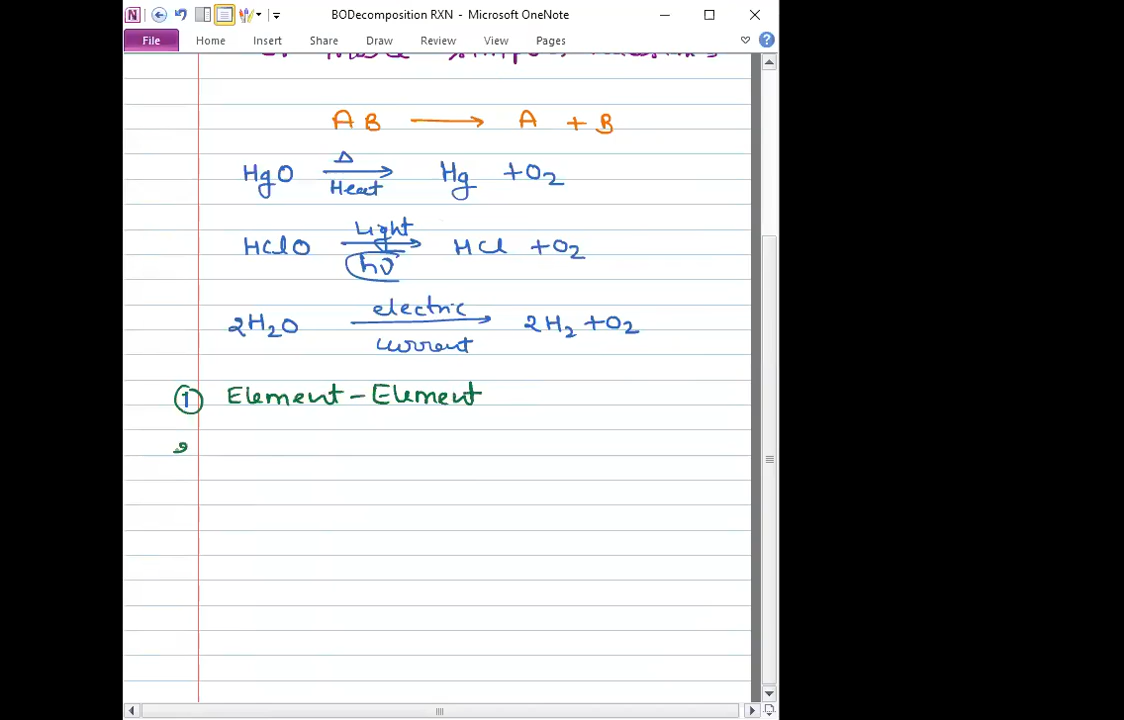 BODecomposition RXN - Microsoft OneNote
File Home Insert Share Draw Review View Pages
AB → A + B
HgO Δ → Heat Hg + O₂
HClO Light → hν HCl + O₂
2H₂O electric → current 2H₂ + O₂
① Element - Element